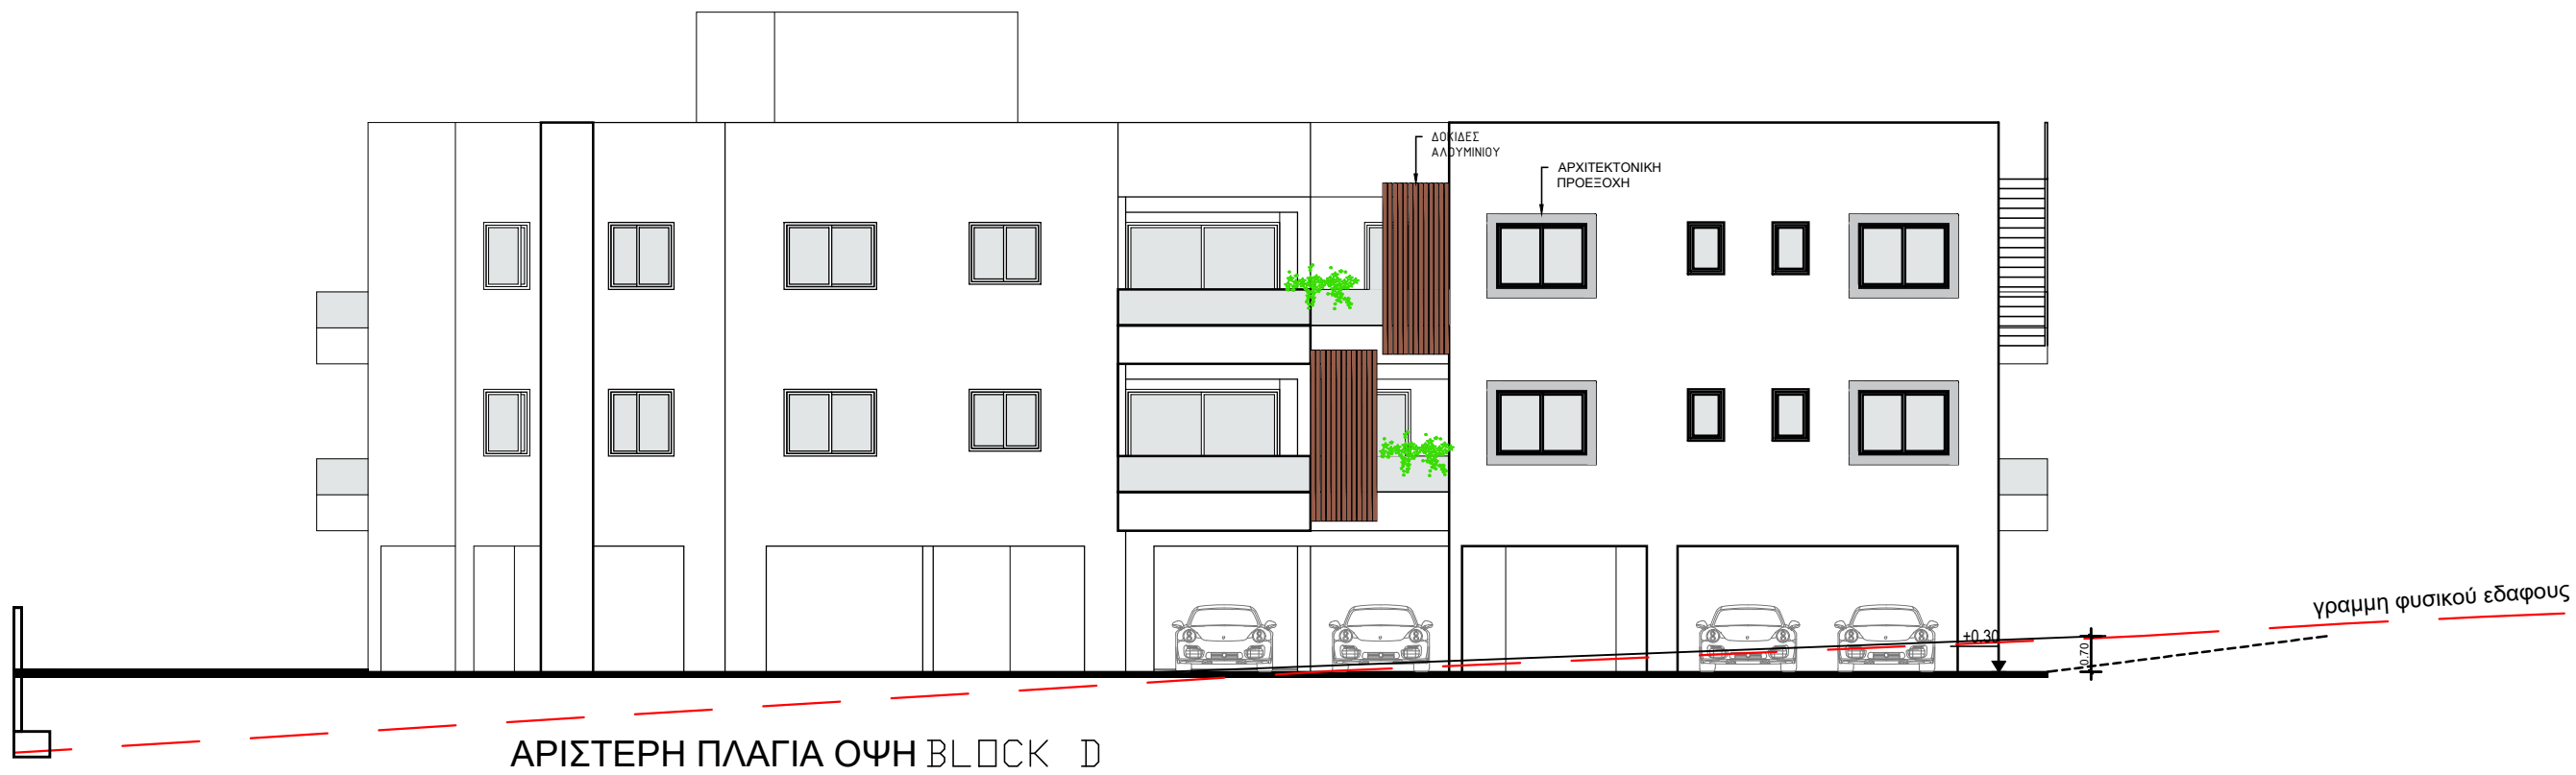 ΔΟΚΙΔΕΣ
ΑΛΟΥΜΙΝΙΟΥ
ΑΡΧΙΤΕΚΤΟΝΙΚΗ
ΠΡΟΕΞΟΧΗ
γραμμη φυσικού εδαφους
+0.30
0.70
ΑΡΙΣΤΕΡΗ ΠΛΑΓΙΑ ΟΨΗ BLOCK D